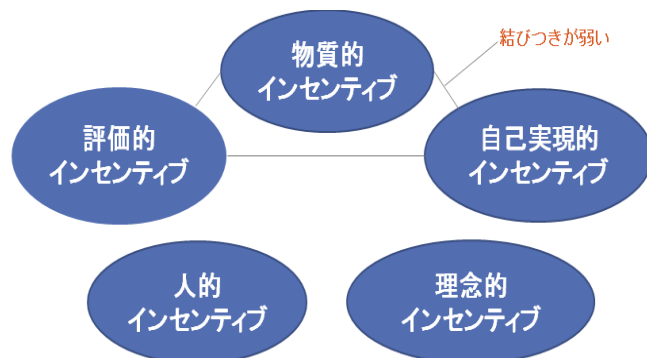 物質的
インセンティブ
結びつきが弱い
評価的
インセンティブ
自己実現的
インセンティブ
人的
インセンティブ
理念的
インセンティブ